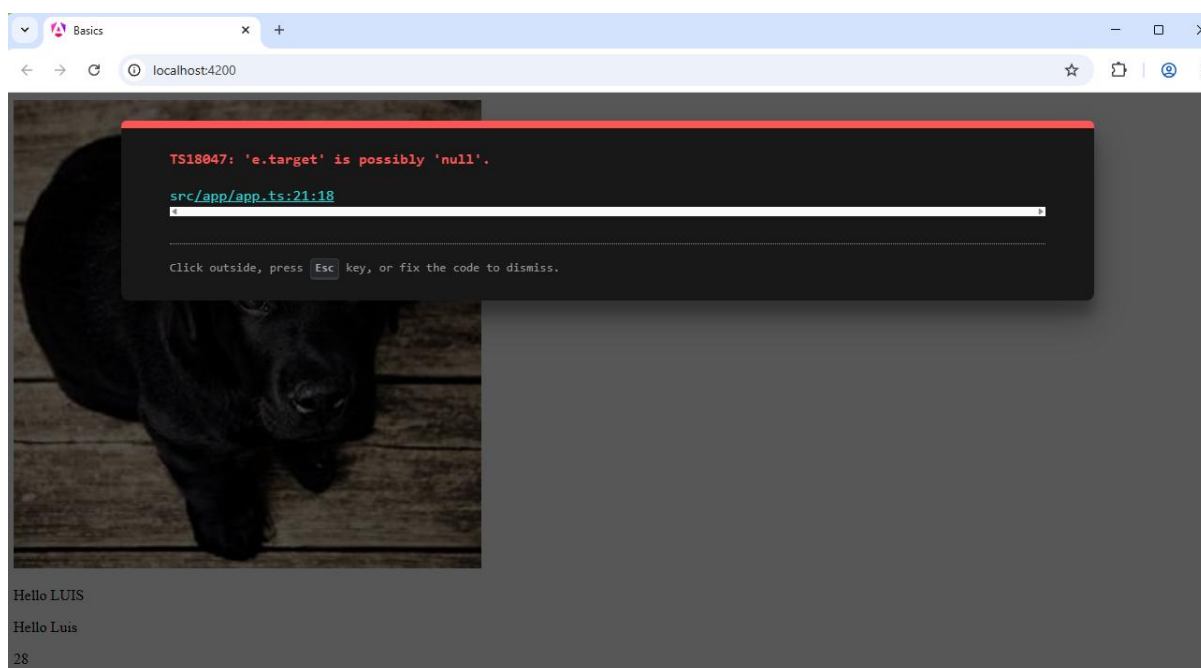 Basics
localhost:4200
TS18047: 'e.target' is possibly 'null'.
src/app/app.ts:21:18
Click outside, press Esc key, or fix the code to dismiss.
Hello LUIS
Hello Luis
28